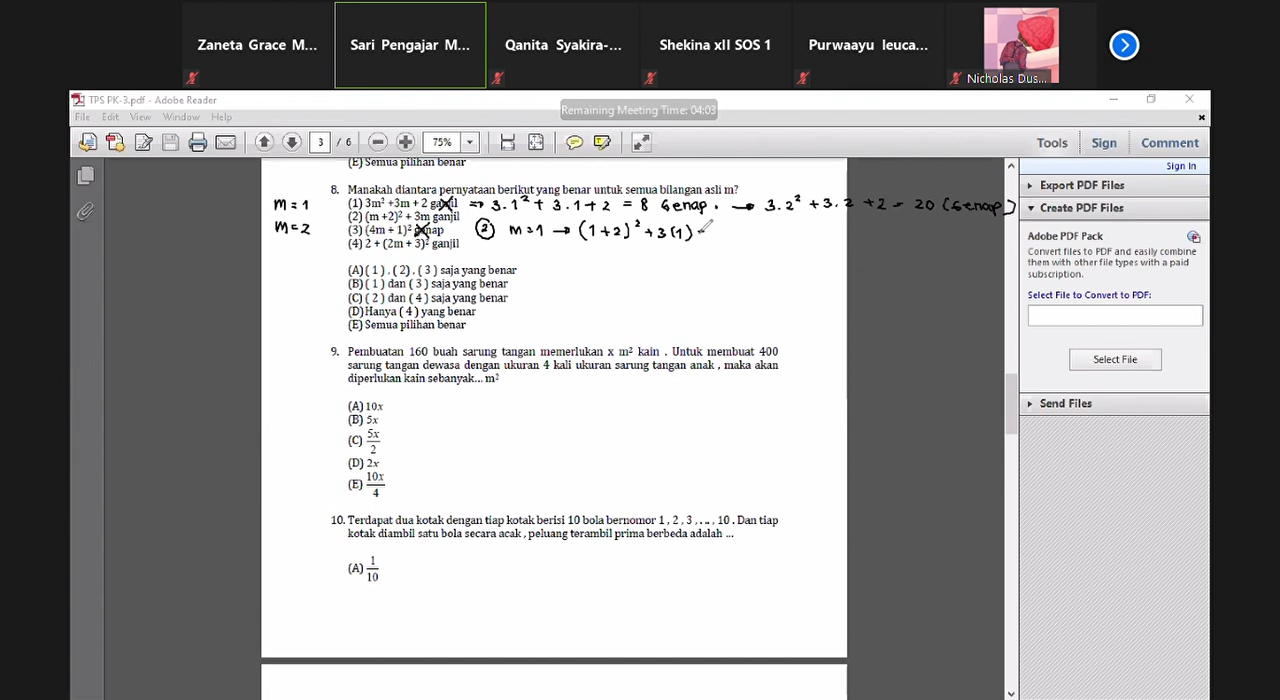 Zaneta Grace M...
Sari Pengajar M...
Qanita Syakira-...
Shekina xII SOS 1
Purwaayu leuca...
Nicholas Dus...
TPS PK-3.pdf - Adobe Reader
Remaining Meeting Time: 04:03
File Edit View Window Help
3 / 6 75% Tools Sign Comment
Sign In
(E) Semua pilihan benar
8. Manakah diantara pernyataan berikut yang benar untuk semua bilangan asli m?
m = 1 (1) 3m² +3m + 2 ganjil ⇒ 3.1² + 3.1 + 2 = 8 Genap. → 3.2² + 3.2 + 2 = 20 (Genap)
(2) (m +2)² + 3m ganjil
m = 2 (3) (4m + 1)² genap ② m=1 → (1+2)² + 3(1) =
(4) 2 + (2m + 3)² ganjil
(A) ( 1 ) , ( 2 ) , ( 3 ) saja yang benar
(B) ( 1 ) dan ( 3 ) saja yang benar
(C) ( 2 ) dan ( 4 ) saja yang benar
(D) Hanya ( 4 ) yang benar
(E) Semua pilihan benar
9. Pembuatan 160 buah sarung tangan memerlukan x m² kain . Untuk membuat 400
sarung tangan dewasa dengan ukuran 4 kali ukuran sarung tangan anak , maka akan
diperlukan kain sebanyak... m²
(A) 10x
(B) 5x
(C) 5x/2
(D) 2x
(E) 10x/4
10. Terdapat dua kotak dengan tiap kotak berisi 10 bola bernomor 1 , 2 , 3 , ... , 10 . Dan tiap
kotak diambil satu bola secara acak , peluang terambil prima berbeda adalah ...
(A) 1/10
Export PDF Files
Create PDF Files
Adobe PDF Pack
Convert files to PDF and easily
combine them with other file types with a paid
subscription.
Select File to Convert to PDF:
Select File
Send Files